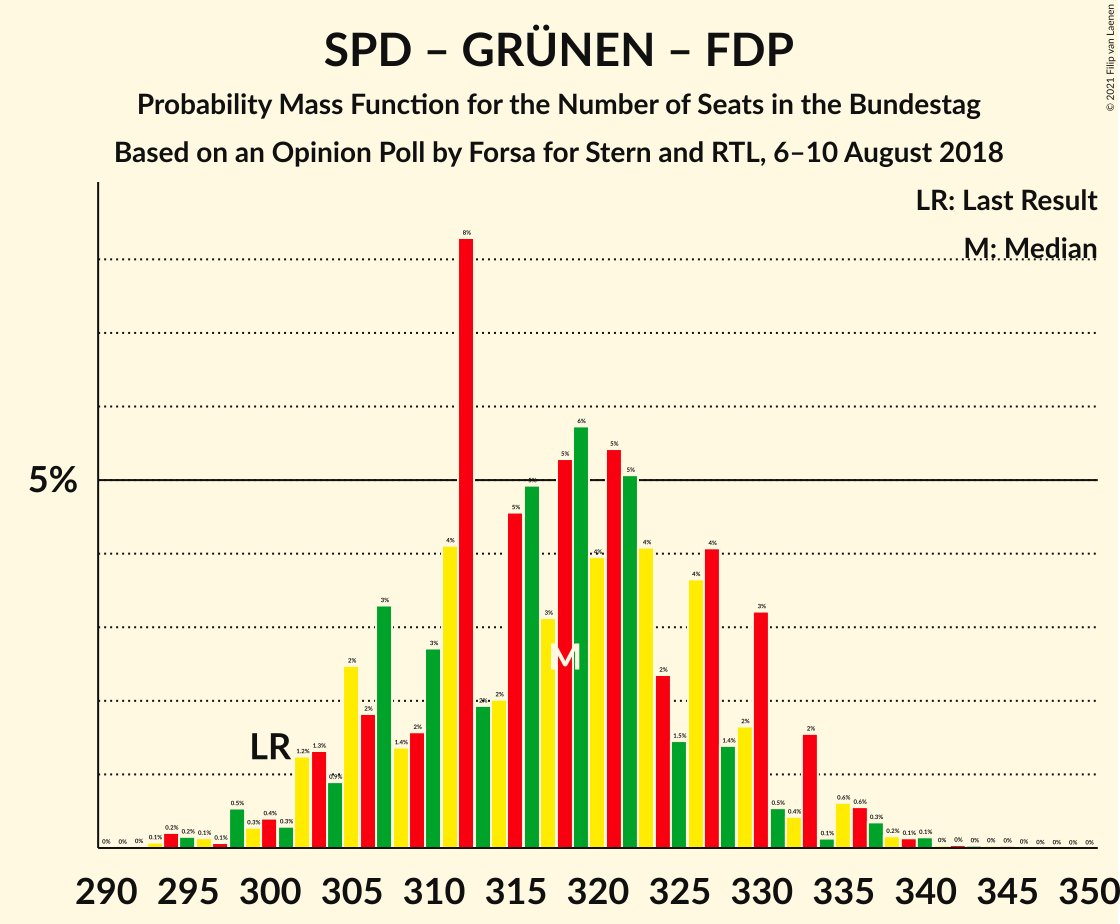 SPD – GRÜNEN – FDP
Probability Mass Function for the Number of Seats in the Bundestag
Based on an Opinion Poll by Forsa for Stern and RTL, 6–10 August 2018
© 2021 Filip van Laenen
LR: Last Result
M: Median
5%
LR
M
0% 0% 0% 0.1% 0.2% 0.2% 0.1% 0.1% 0.5% 0.3% 0.4% 0.3% 1.2% 1.3% 0.9% 2% 2% 3% 1.4% 2% 3% 4% 8% 2% 2% 5% 5% 3% 5% 6% 4% 5% 5% 4% 2% 1.5% 4% 4% 1.4% 2% 3% 0.5% 0.4% 2% 0.1% 0.6% 0.6% 0.3% 0.2% 0.1% 0.1% 0% 0% 0% 0% 0% 0% 0% 0% 0% 0%
290 295 300 305 310 315 320 325 330 335 340 345 350